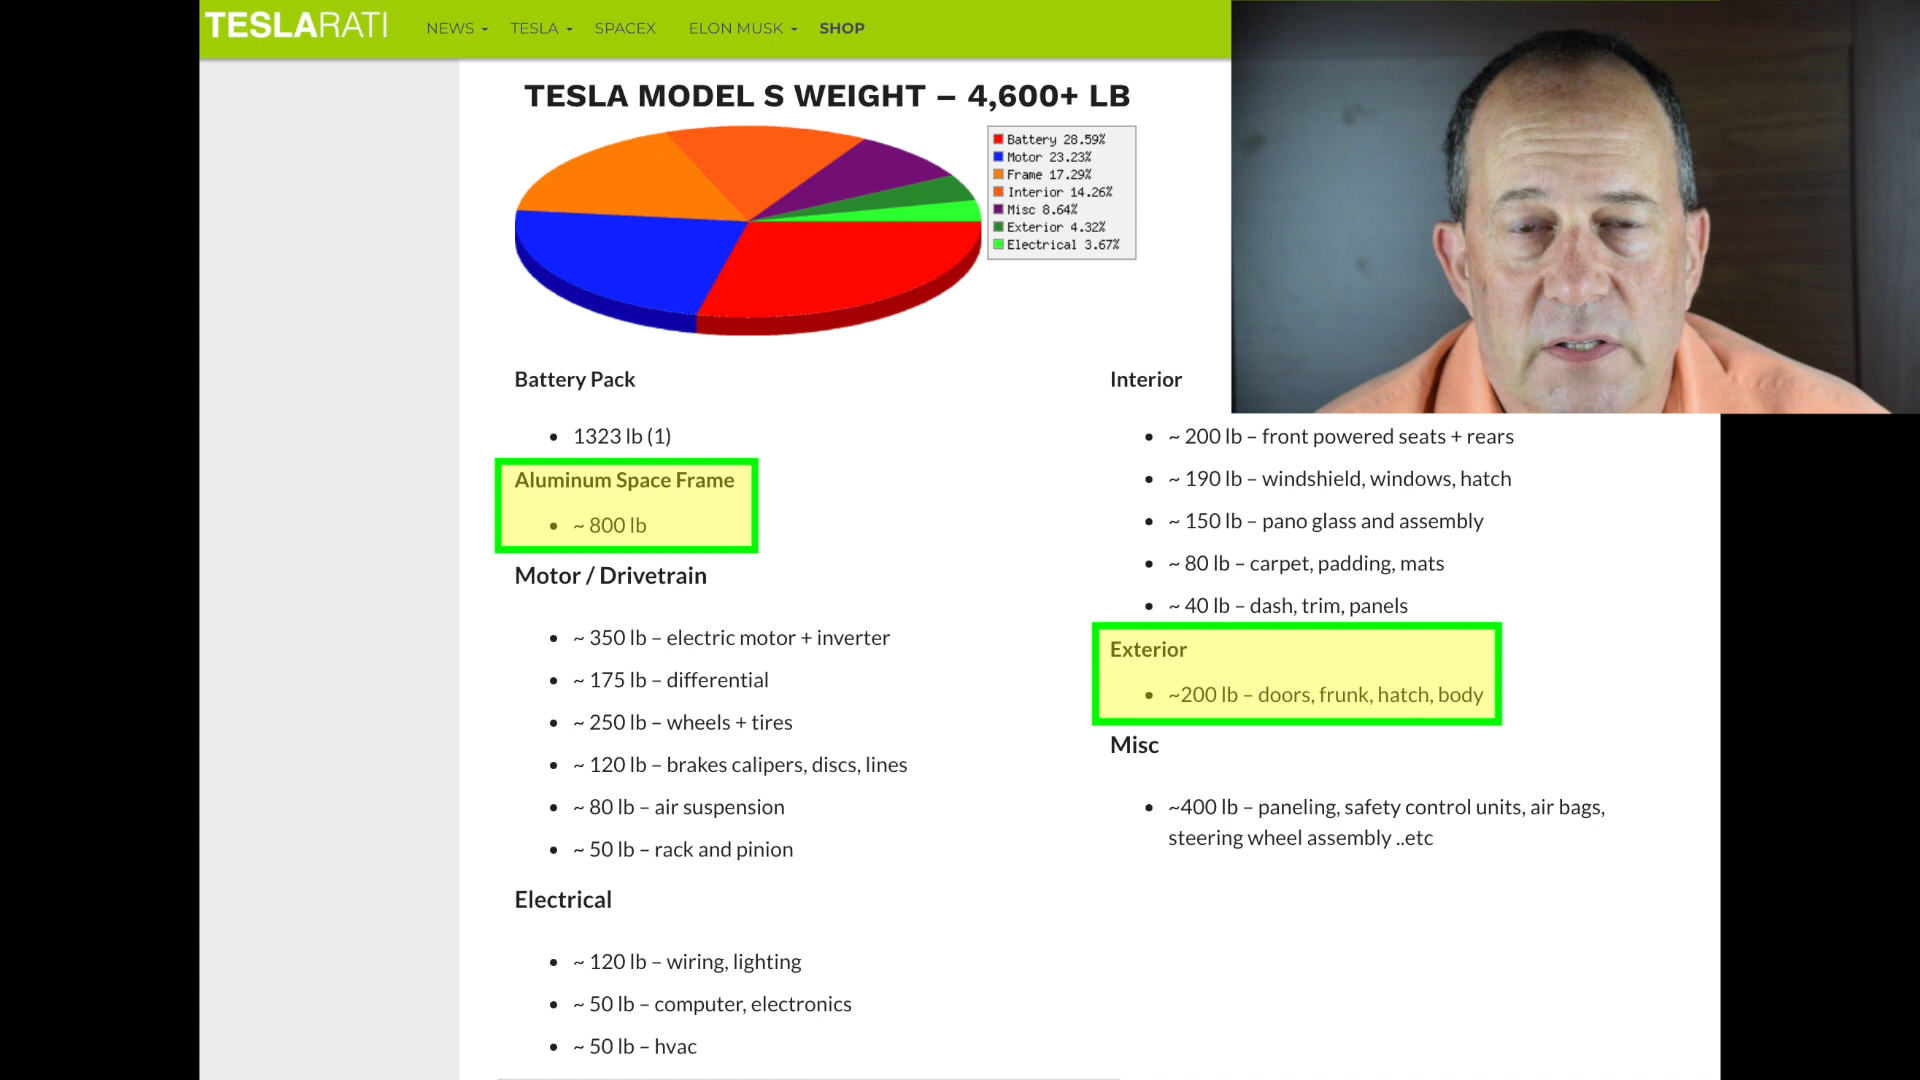 TESLARATI
NEWS
TESLA
SPACEX
ELON MUSK
SHOP
TESLA MODEL S WEIGHT – 4,600+ LB
Battery 28.59%
Motor 23.23%
Frame 17.29%
Interior 14.26%
Misc 8.64%
Exterior 4.32%
Electrical 3.67%
Battery Pack
• 1323 lb (1)
Aluminum Space Frame
• ~ 800 lb
Motor / Drivetrain
• ~ 350 lb – electric motor + inverter
• ~ 175 lb – differential
• ~ 250 lb – wheels + tires
• ~ 120 lb – brakes calipers, discs, lines
• ~ 80 lb – air suspension
• ~ 50 lb – rack and pinion
Electrical
• ~ 120 lb – wiring, lighting
• ~ 50 lb – computer, electronics
• ~ 50 lb – hvac
Interior
• ~ 200 lb – front powered seats + rears
• ~ 190 lb – windshield, windows, hatch
• ~ 150 lb – pano glass and assembly
• ~ 80 lb – carpet, padding, mats
• ~ 40 lb – dash, trim, panels
Exterior
• ~200 lb – doors, frunk, hatch, body
Misc
• ~400 lb – paneling, safety control units, air bags,
steering wheel assembly ..etc